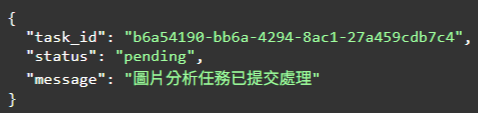 {
  "task_id": "b6a54190-bb6a-4294-8ac1-27a459cdb7c4",
  "status": "pending",
  "message": "圖片分析任務已提交處理"
}